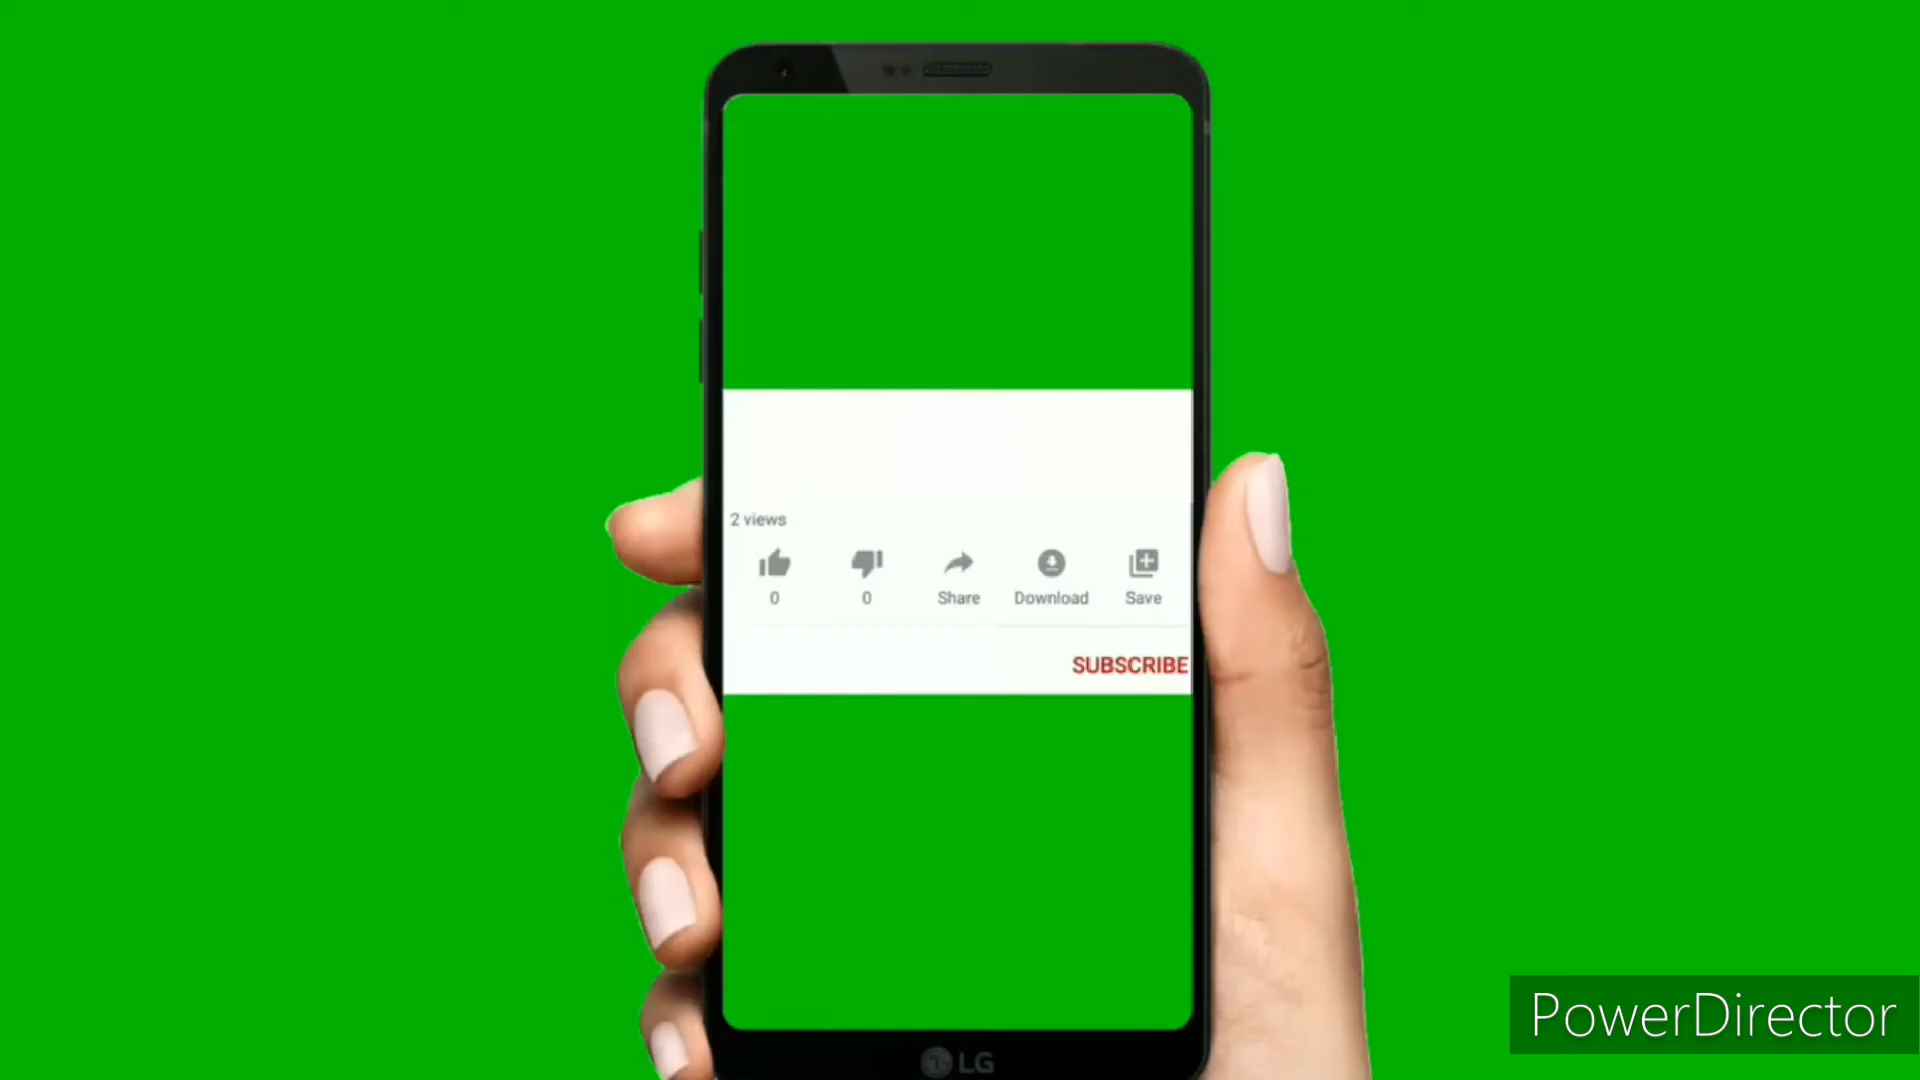 2 views
0 0 Share Download Save
SUBSCRIBE
LG
PowerDirector